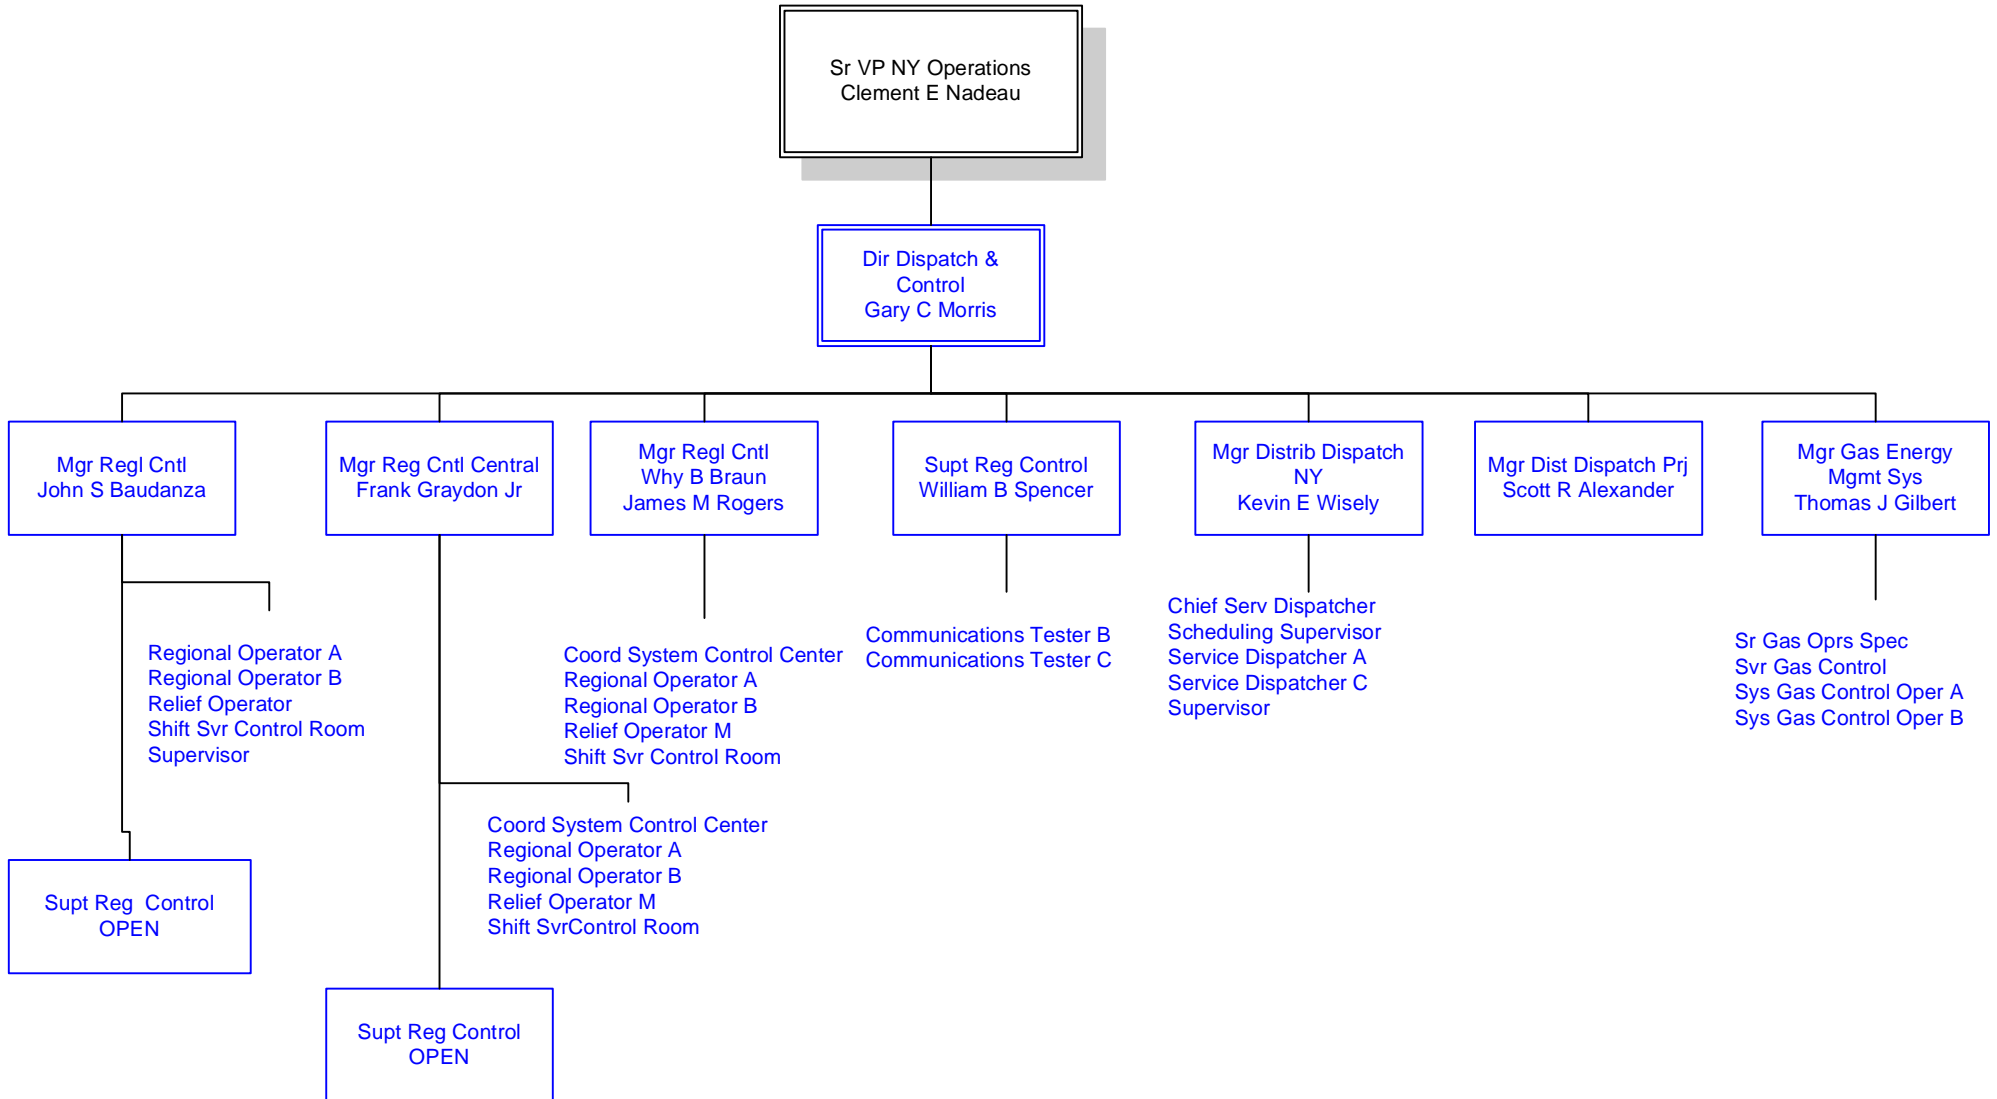 Sr VP NY Operations
Clement E Nadeau
Dir Dispatch &
Control
Gary C Morris
Mgr Regl Cntl
John S Baudanza
Mgr Reg Cntl Central
Frank Graydon Jr
Mgr Regl Cntl
Why B Braun
James M Rogers
Supt Reg Control
William B Spencer
Mgr Distrib Dispatch
NY
Kevin E Wisely
Mgr Dist Dispatch Prj
Scott R Alexander
Mgr Gas Energy
Mgmt Sys
Thomas J Gilbert
Regional Operator A
Regional Operator B
Relief Operator
Shift Svr Control Room
Supervisor
Coord System Control Center
Regional Operator A
Regional Operator B
Relief Operator M
Shift Svr Control Room
Communications Tester B
Communications Tester C
Chief Serv Dispatcher
Scheduling Supervisor
Service Dispatcher A
Service Dispatcher C
Supervisor
Sr Gas Oprs Spec
Svr Gas Control
Sys Gas Control Oper A
Sys Gas Control Oper B
Coord System Control Center
Regional Operator A
Regional Operator B
Relief Operator M
Shift SvrControl Room
Supt Reg  Control
OPEN
Supt Reg Control
OPEN